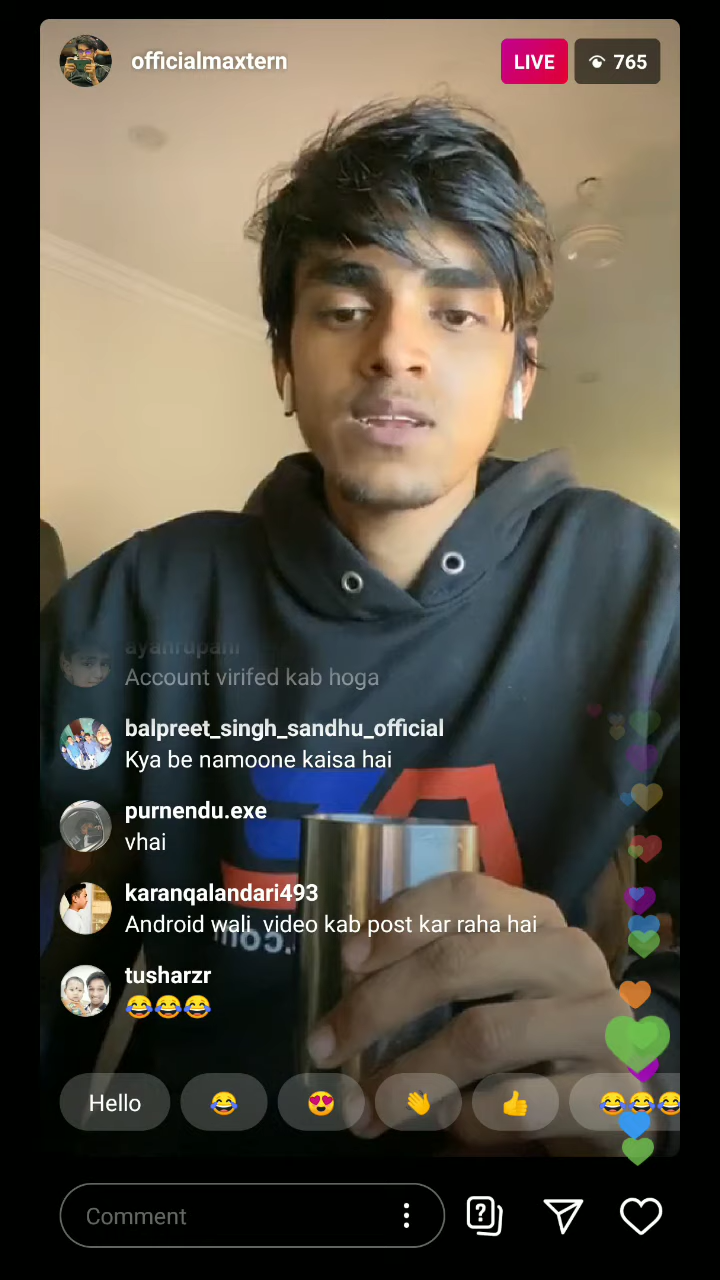 officialmaxtern
LIVE
765
ayanrupani
Account virifed kab hoga
balpreet_singh_sandhu_official
Kya be namoone kaisa hai
purnendu.exe
vhai
karanqalandari493
Android wali video kab post kar raha hai
tusharzr
😂😂😂
Hello
😂
😍
👋
👍
😂😂😂
Comment